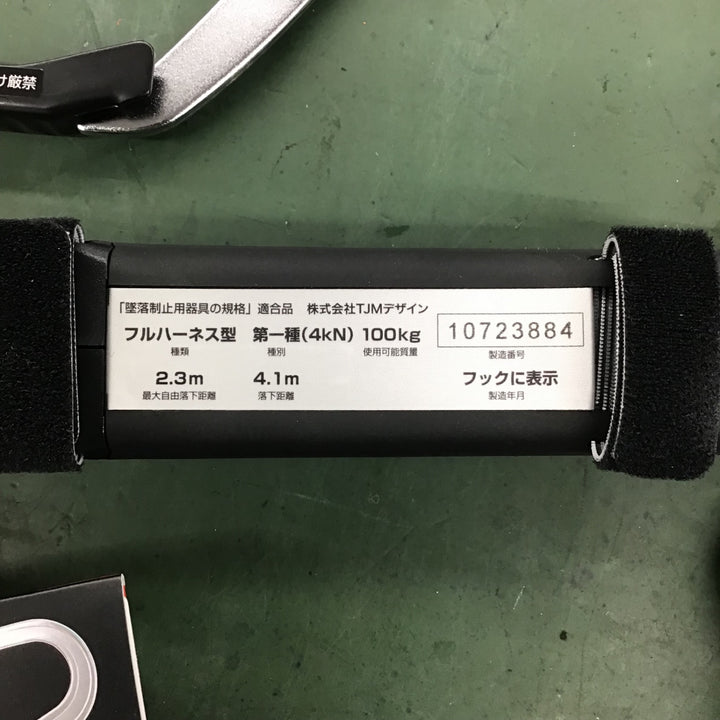 け厳禁
「墜落制止用器具の規格」適合品 株式会社TJMデザイン
フルハーネス型 第一種(4kN) 100kg 10723884
種類 種別 使用可能質量 製造番号
2.3m 4.1m フックに表示
最大自由落下距離 落下距離 製造年月